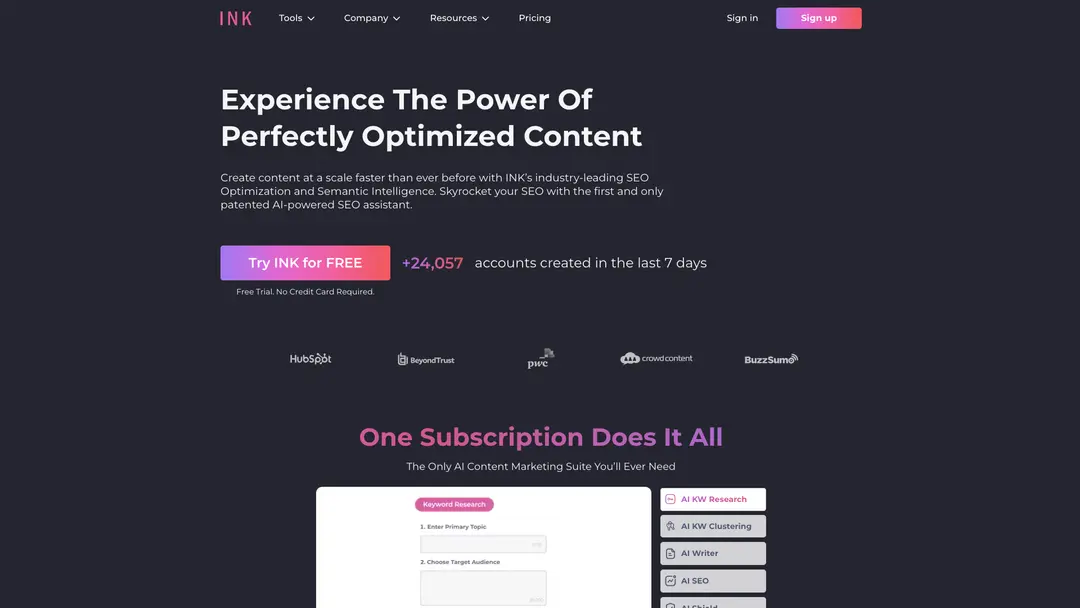 INK
Tools
Company
Resources
Pricing
Sign in
Sign up
Experience The Power Of
Perfectly Optimized Content
Create content at a scale faster than ever before with INK's industry-leading SEO
Optimization and Semantic Intelligence. Skyrocket your SEO with the first and only
patented AI-powered SEO assistant.
Try INK for FREE
+24,057 accounts created in the last 7 days
Free Trial. No Credit Card Required.
HubSpot
BeyondTrust
pwc
crowdcontent
BuzzSumo
One Subscription Does It All
The Only AI Content Marketing Suite You'll Ever Need
Keyword Research
1. Enter Primary Topic
2. Choose Target Audience
AI KW Research
AI KW Clustering
AI Writer
AI SEO
AI Shield